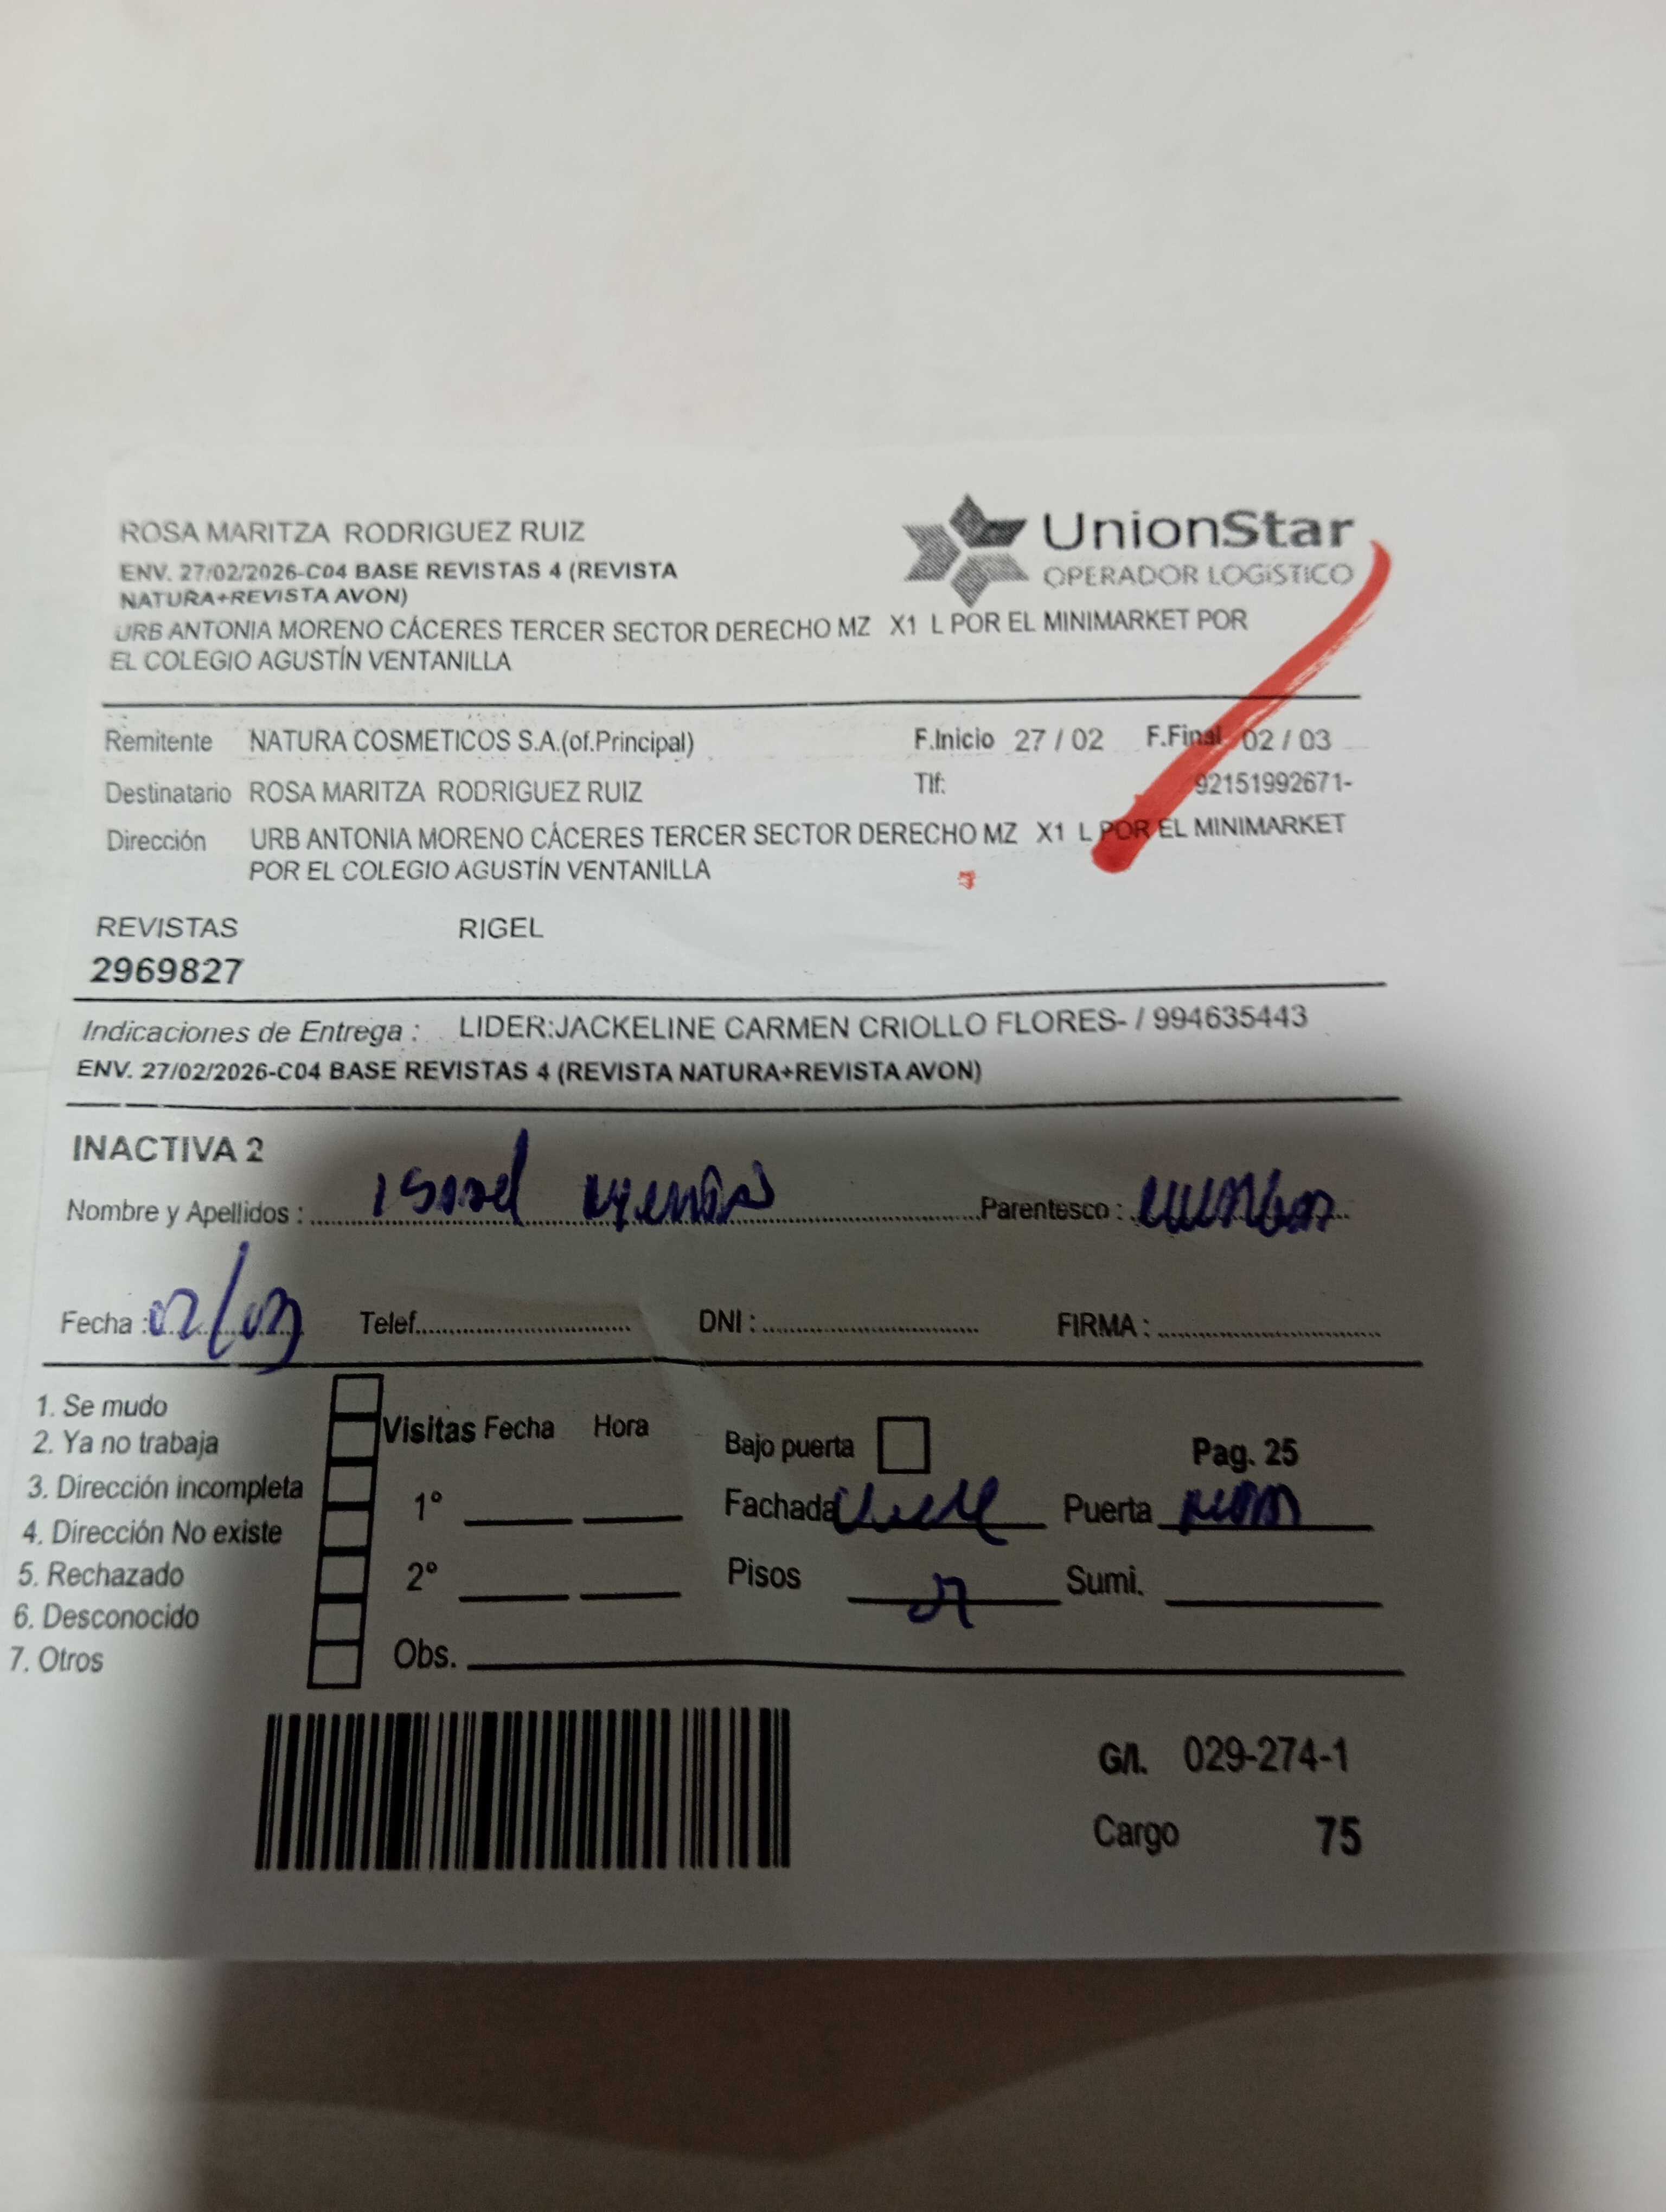 ROSA MARITZA RODRIGUEZ RUIZ
UnionStar
OPERADOR LOGÍSTICO
ENV. 27/02/2026-C04 BASE REVISTAS 4 (REVISTA
NATURA+REVISTA AVON)
URB ANTONIA MORENO CÁCERES TERCER SECTOR DERECHO MZ X1 L POR EL MINIMARKET POR
EL COLEGIO AGUSTÍN VENTANILLA
Remitente NATURA COSMETICOS S.A.(of.Principal) F.Inicio 27 / 02 F.Final 02 / 03
Destinatario ROSA MARITZA RODRIGUEZ RUIZ Tlf: 92151992671-
Dirección URB ANTONIA MORENO CÁCERES TERCER SECTOR DERECHO MZ X1 L POR EL MINIMARKET
POR EL COLEGIO AGUSTÍN VENTANILLA
REVISTAS RIGEL
2969827
Indicaciones de Entrega : LIDER:JACKELINE CARMEN CRIOLLO FLORES- / 994635443
ENV. 27/02/2026-C04 BASE REVISTAS 4 (REVISTA NATURA+REVISTA AVON)
INACTIVA 2
Nombre y Apellidos : Parentesco :
Fecha : 02/03 Telef. DNI : FIRMA :
1. Se mudo
2. Ya no trabaja
3. Dirección incompleta
4. Dirección No existe
5. Rechazado
6. Desconocido
7. Otros
Visitas Fecha Hora
1°
2°
Obs.
Bajo puerta Pag. 25
Fachada Puerta
Pisos Sumi.
G/I. 029-274-1
Cargo 75